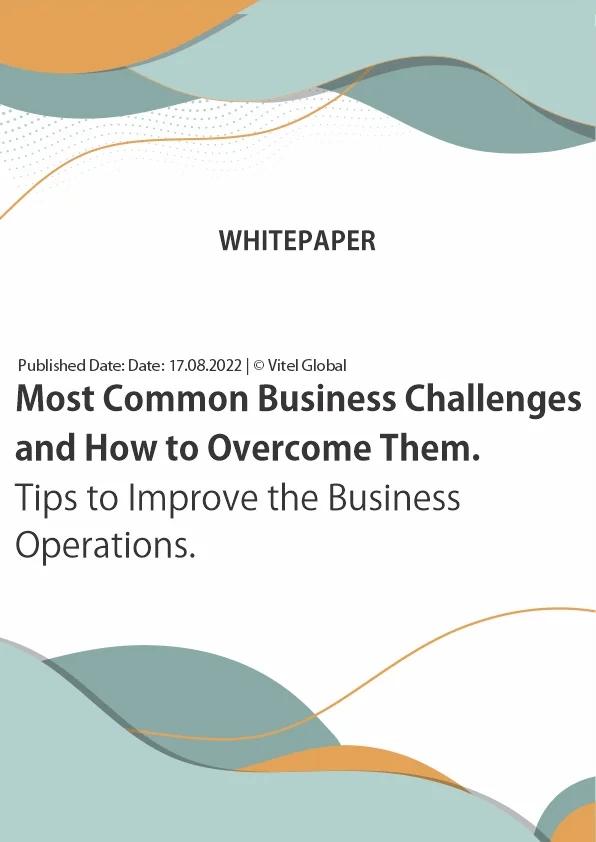 WHITEPAPER
Published Date: Date: 17.08.2022 | © Vitel Global
Most Common Business Challenges
and How to Overcome Them.
Tips to Improve the Business
Operations.